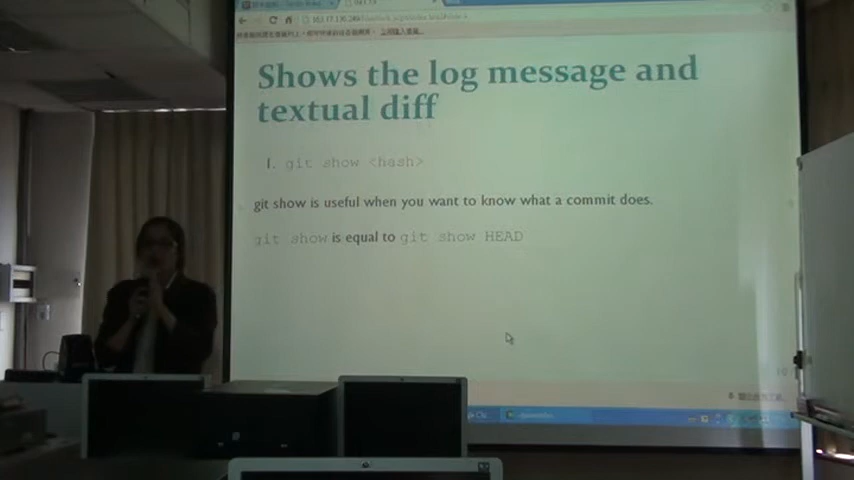 Shows the log message and
textual diff
1. git show <hash>
git show is useful when you want to know what a commit does.
git show is equal to git show HEAD
10